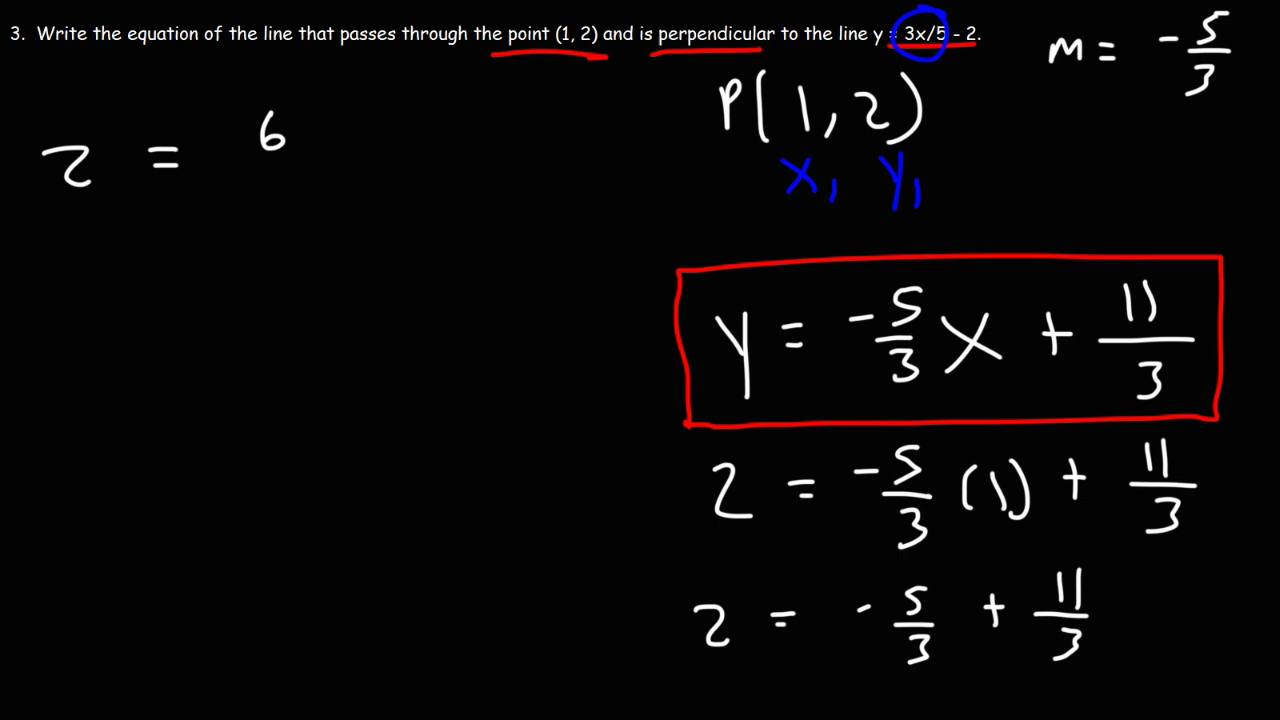 3. Write the equation of the line that passes through the point (1, 2) and is perpendicular to the line y = 3x/5 - 2.
m = -5/3
P(1, 2)
x₁ y₁
2 = 6
y = -5/3 x + 11/3
2 = -5/3 (1) + 11/3
2 = -5/3 + 11/3